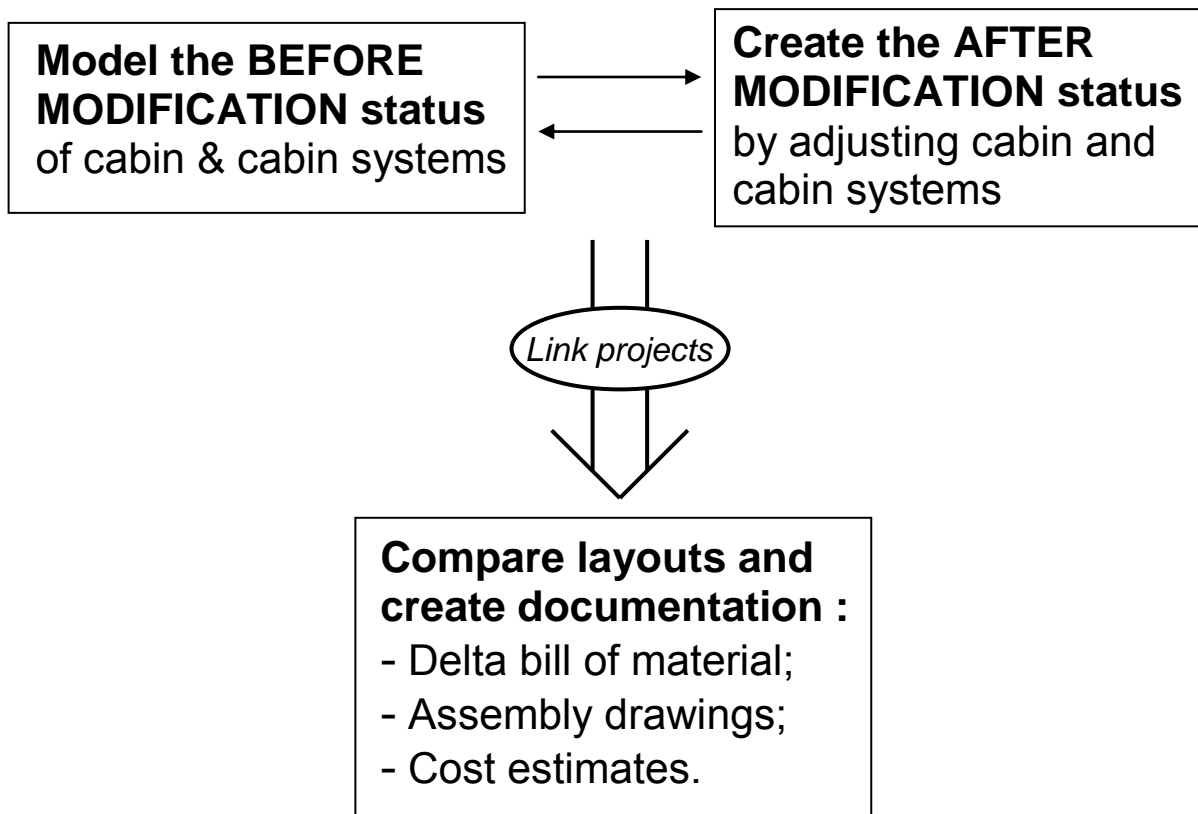 Model the BEFORE
MODIFICATION status
of cabin & cabin systems
Create the AFTER
MODIFICATION status
by adjusting cabin and
cabin systems
Link projects
Compare layouts and
create documentation :
- Delta bill of material;
- Assembly drawings;
- Cost estimates.